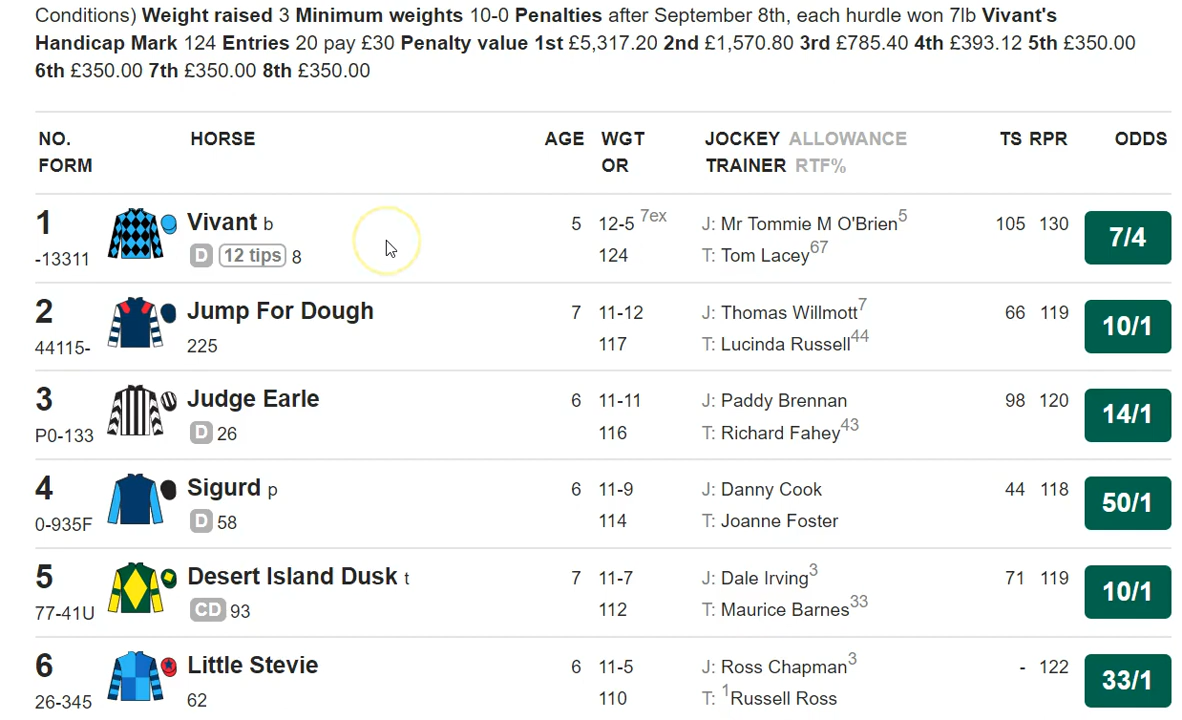 Conditions) Weight raised 3 Minimum weights 10-0 Penalties after September 8th, each hurdle won 7lb Vivant's
Handicap Mark 124 Entries 20 pay £30 Penalty value 1st £5,317.20 2nd £1,570.80 3rd £785.40 4th £393.12 5th £350.00
6th £350.00 7th £350.00 8th £350.00
NO. HORSE AGE WGT JOCKEY ALLOWANCE TS RPR ODDS
FORM OR TRAINER RTF%
1 Vivant b 5 12-5 7ex J: Mr Tommie M O'Brien5 105 130 7/4
-13311 D 12 tips 8 124 T: Tom Lacey67
2 Jump For Dough 7 11-12 J: Thomas Willmott7 66 119 10/1
44115- 225 117 T: Lucinda Russell44
3 Judge Earle 6 11-11 J: Paddy Brennan 98 120 14/1
P0-133 D 26 116 T: Richard Fahey43
4 Sigurd p 6 11-9 J: Danny Cook 44 118 50/1
0-935F D 58 114 T: Joanne Foster
5 Desert Island Dusk t 7 11-7 J: Dale Irving3 71 119 10/1
77-41U CD 93 112 T: Maurice Barnes33
6 Little Stevie 6 11-5 J: Ross Chapman3 - 122 33/1
26-345 62 110 T: 1Russell Ross